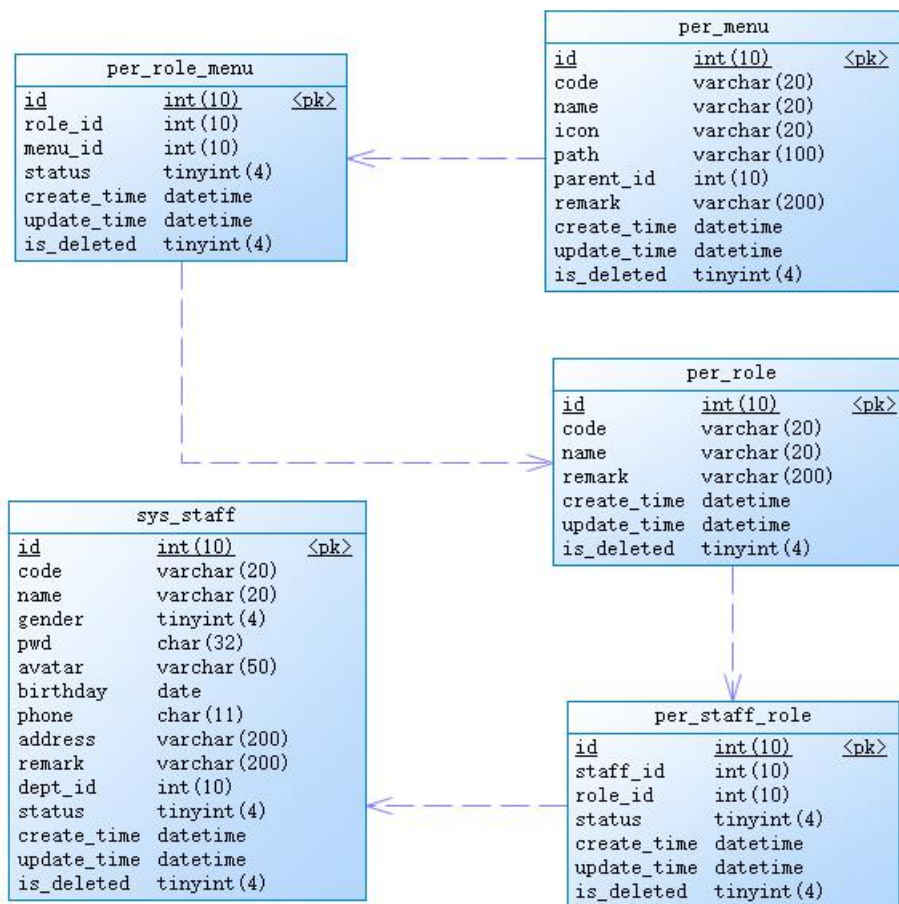 per_menu
id int(10) <pk>
code varchar(20)
name varchar(20)
icon varchar(20)
path varchar(100)
parent_id int(10)
remark varchar(200)
create_time datetime
update_time datetime
is_deleted tinyint(4)
per_role_menu
id int(10) <pk>
role_id int(10)
menu_id int(10)
status tinyint(4)
create_time datetime
update_time datetime
is_deleted tinyint(4)
per_role
id int(10) <pk>
code varchar(20)
name varchar(20)
remark varchar(200)
create_time datetime
update_time datetime
is_deleted tinyint(4)
sys_staff
id int(10) <pk>
code varchar(20)
name varchar(20)
gender tinyint(4)
pwd char(32)
avatar varchar(50)
birthday date
phone char(11)
address varchar(200)
remark varchar(200)
dept_id int(10)
status tinyint(4)
create_time datetime
update_time datetime
is_deleted tinyint(4)
per_staff_role
id int(10) <pk>
staff_id int(10)
role_id int(10)
status tinyint(4)
create_time datetime
update_time datetime
is_deleted tinyint(4)